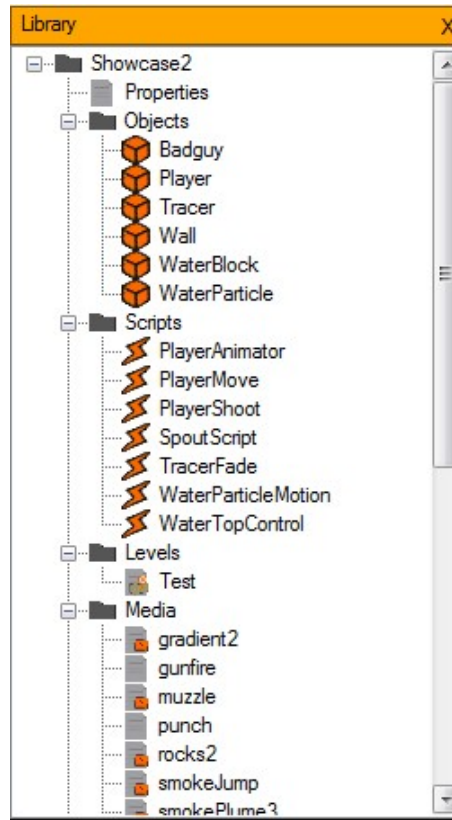 Library X
Showcase2
Properties
Objects
Badguy
Player
Tracer
Wall
WaterBlock
WaterParticle
Scripts
PlayerAnimator
PlayerMove
PlayerShoot
SpoutScript
TracerFade
WaterParticleMotion
WaterTopControl
Levels
Test
Media
gradient2
gunfire
muzzle
punch
rocks2
smokeJump
smokePlume3